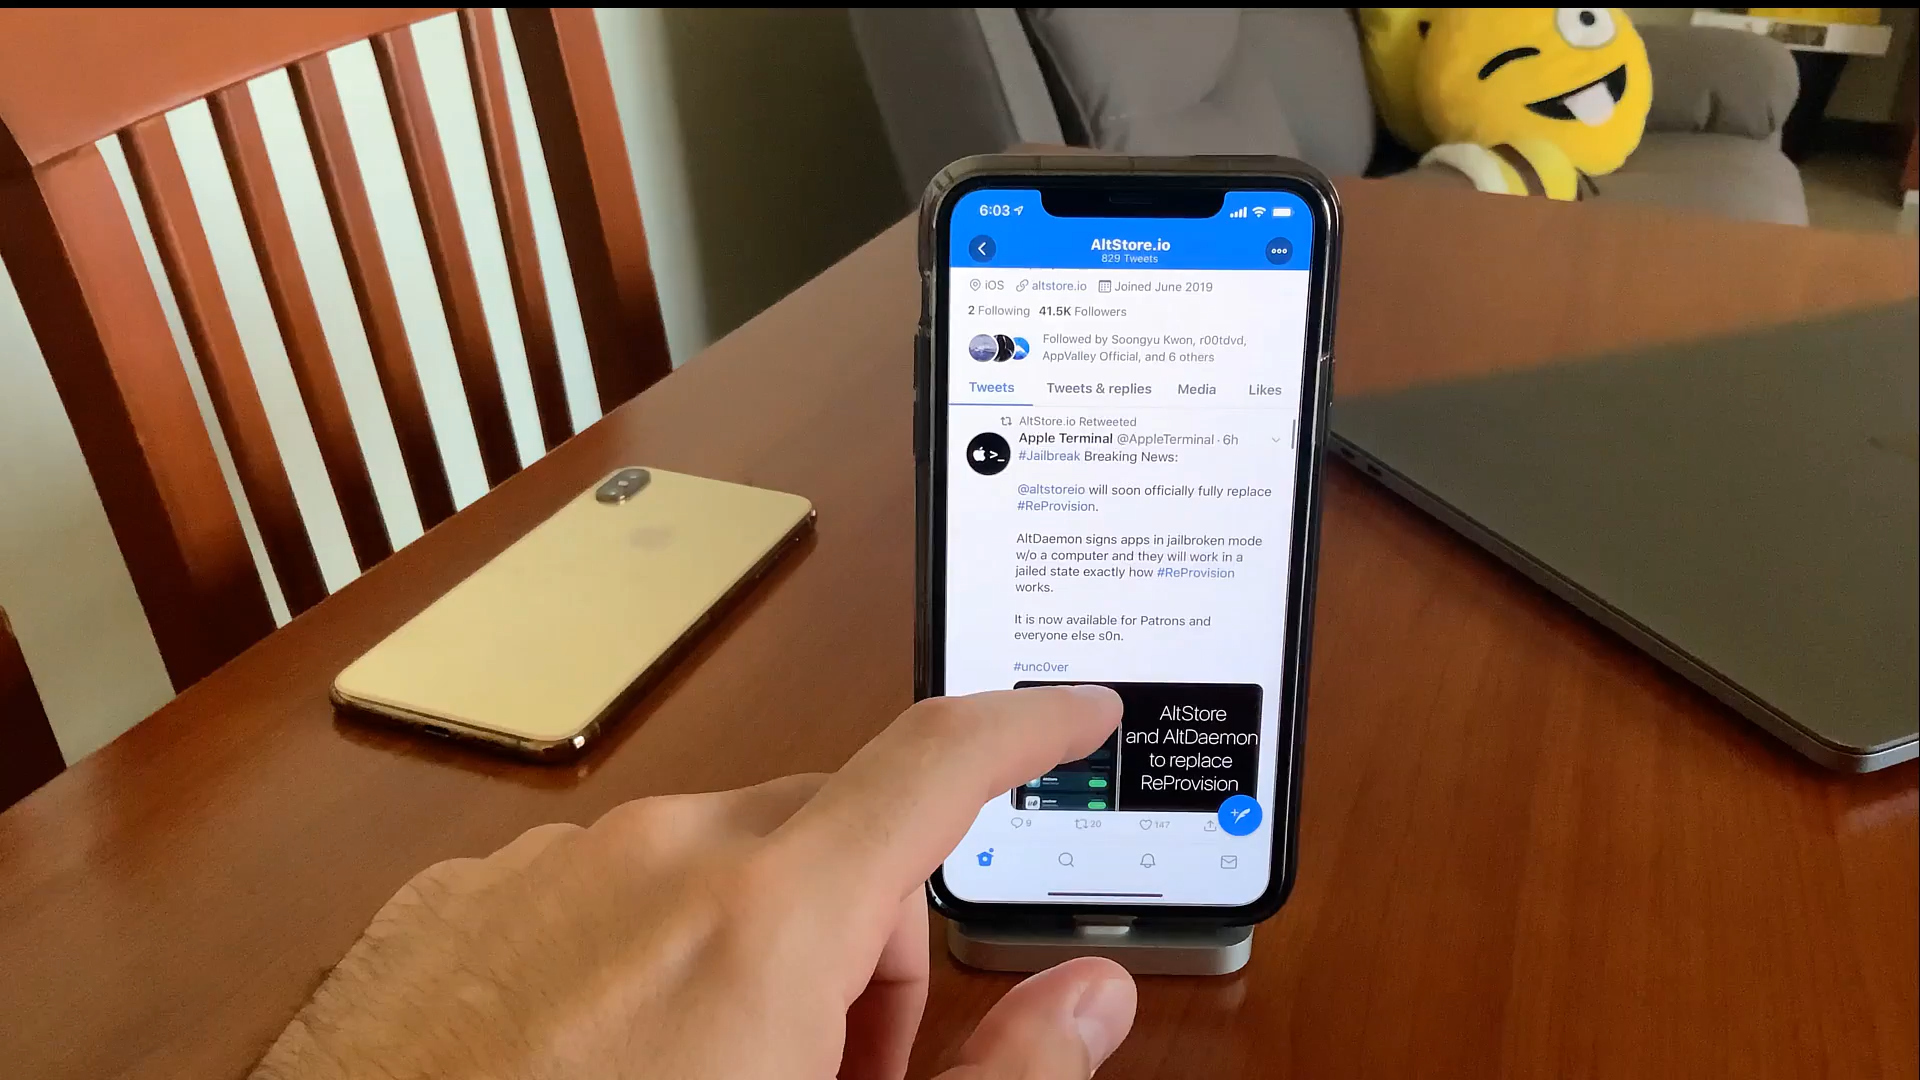 6:03
AltStore.io
829 Tweets
iOS altstore.io Joined June 2019
2 Following 41.5K Followers
Followed by Soongyu Kwon, r00tdvd,
AppValley Official, and 6 others
Tweets Tweets & replies Media Likes
AltStore.io Retweeted
Apple Terminal @AppleTerminal · 6h
#Jailbreak Breaking News:
@altstoreio will soon officially fully replace
#ReProvision.
AltDaemon signs apps in jailbroken mode
w/o a computer and they will work in a
jailed state exactly how #ReProvision
works.
It is now available for Patrons and
everyone else s0n.
#unc0ver
AltStore
and AltDaemon
to replace
ReProvision
9 20 147